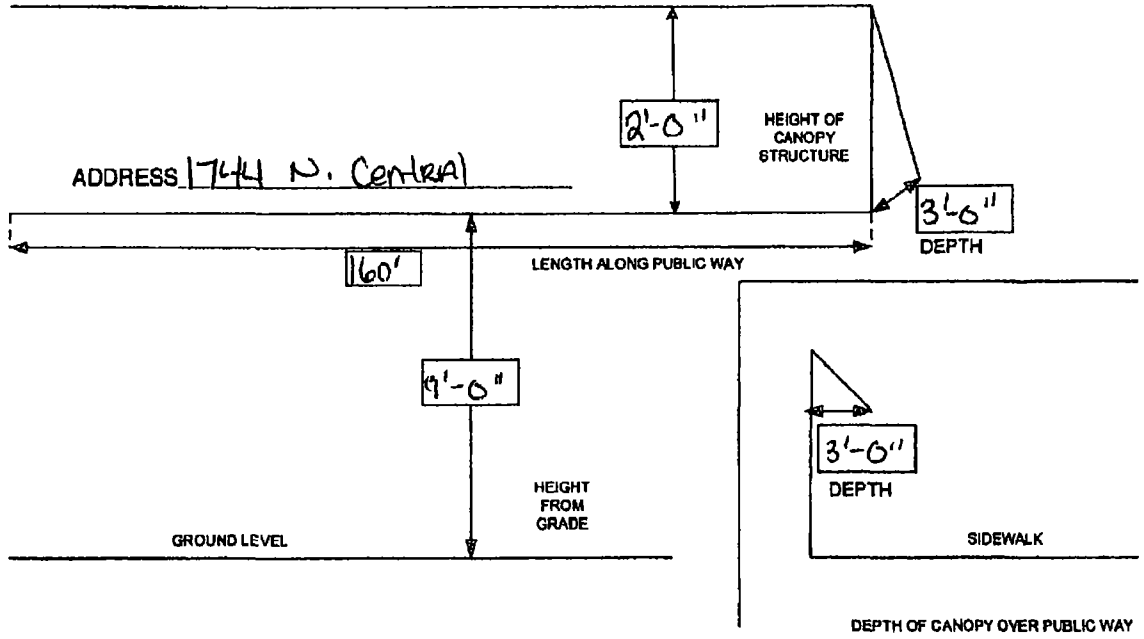 2'-0"
HEIGHT OF
CANOPY
STRUCTURE
ADDRESS 1744 N. Central
3'-0"
DEPTH
160'
LENGTH ALONG PUBLIC WAY
9'-0"
3'-0"
DEPTH
HEIGHT
FROM
GRADE
GROUND LEVEL
SIDEWALK
DEPTH OF CANOPY OVER PUBLIC WAY